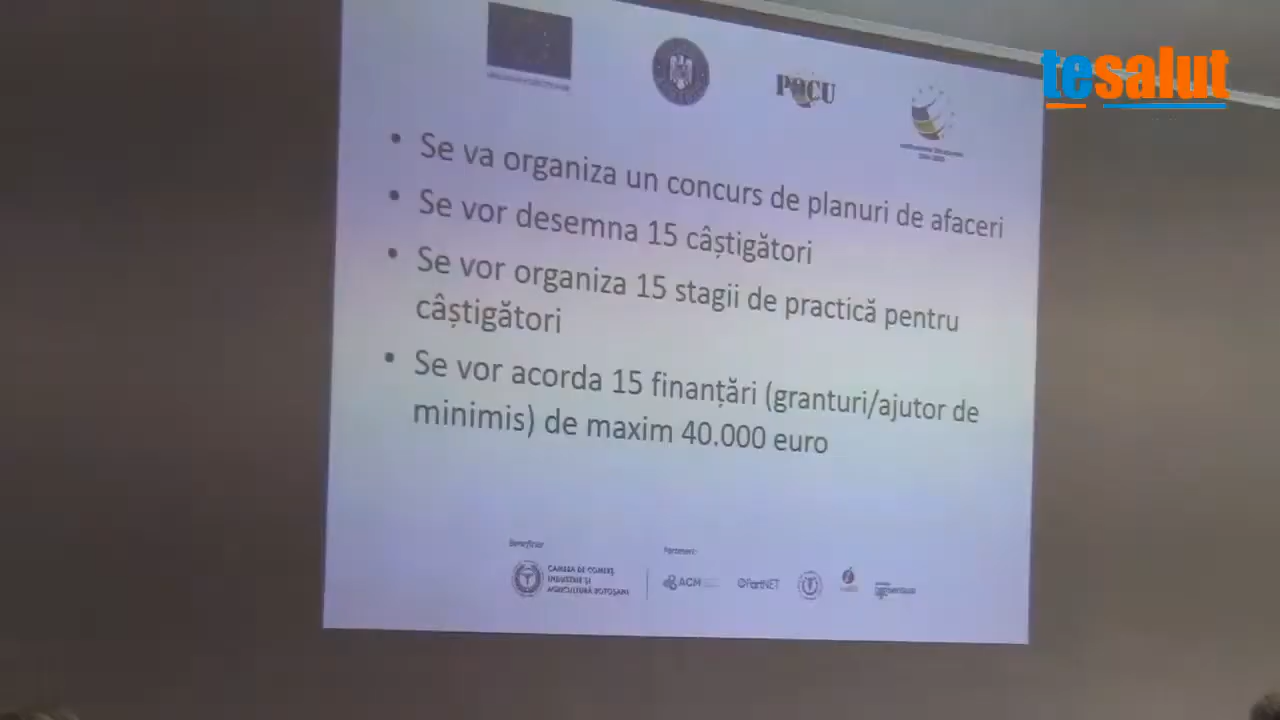 tesalut
POCU
• Se va organiza un concurs de planuri de afaceri
• Se vor desemna 15 câștigători
• Se vor organiza 15 stagii de practică pentru
câștigători
• Se vor acorda 15 finanțări (granturi/ajutor de
minimis) de maxim 40.000 euro
Beneficiar
Parteneri:
CAMERA DE COMERȚ
INDUSTRIE ȘI
AGRICULTURĂ BOTOȘANI
ACM
FortNET